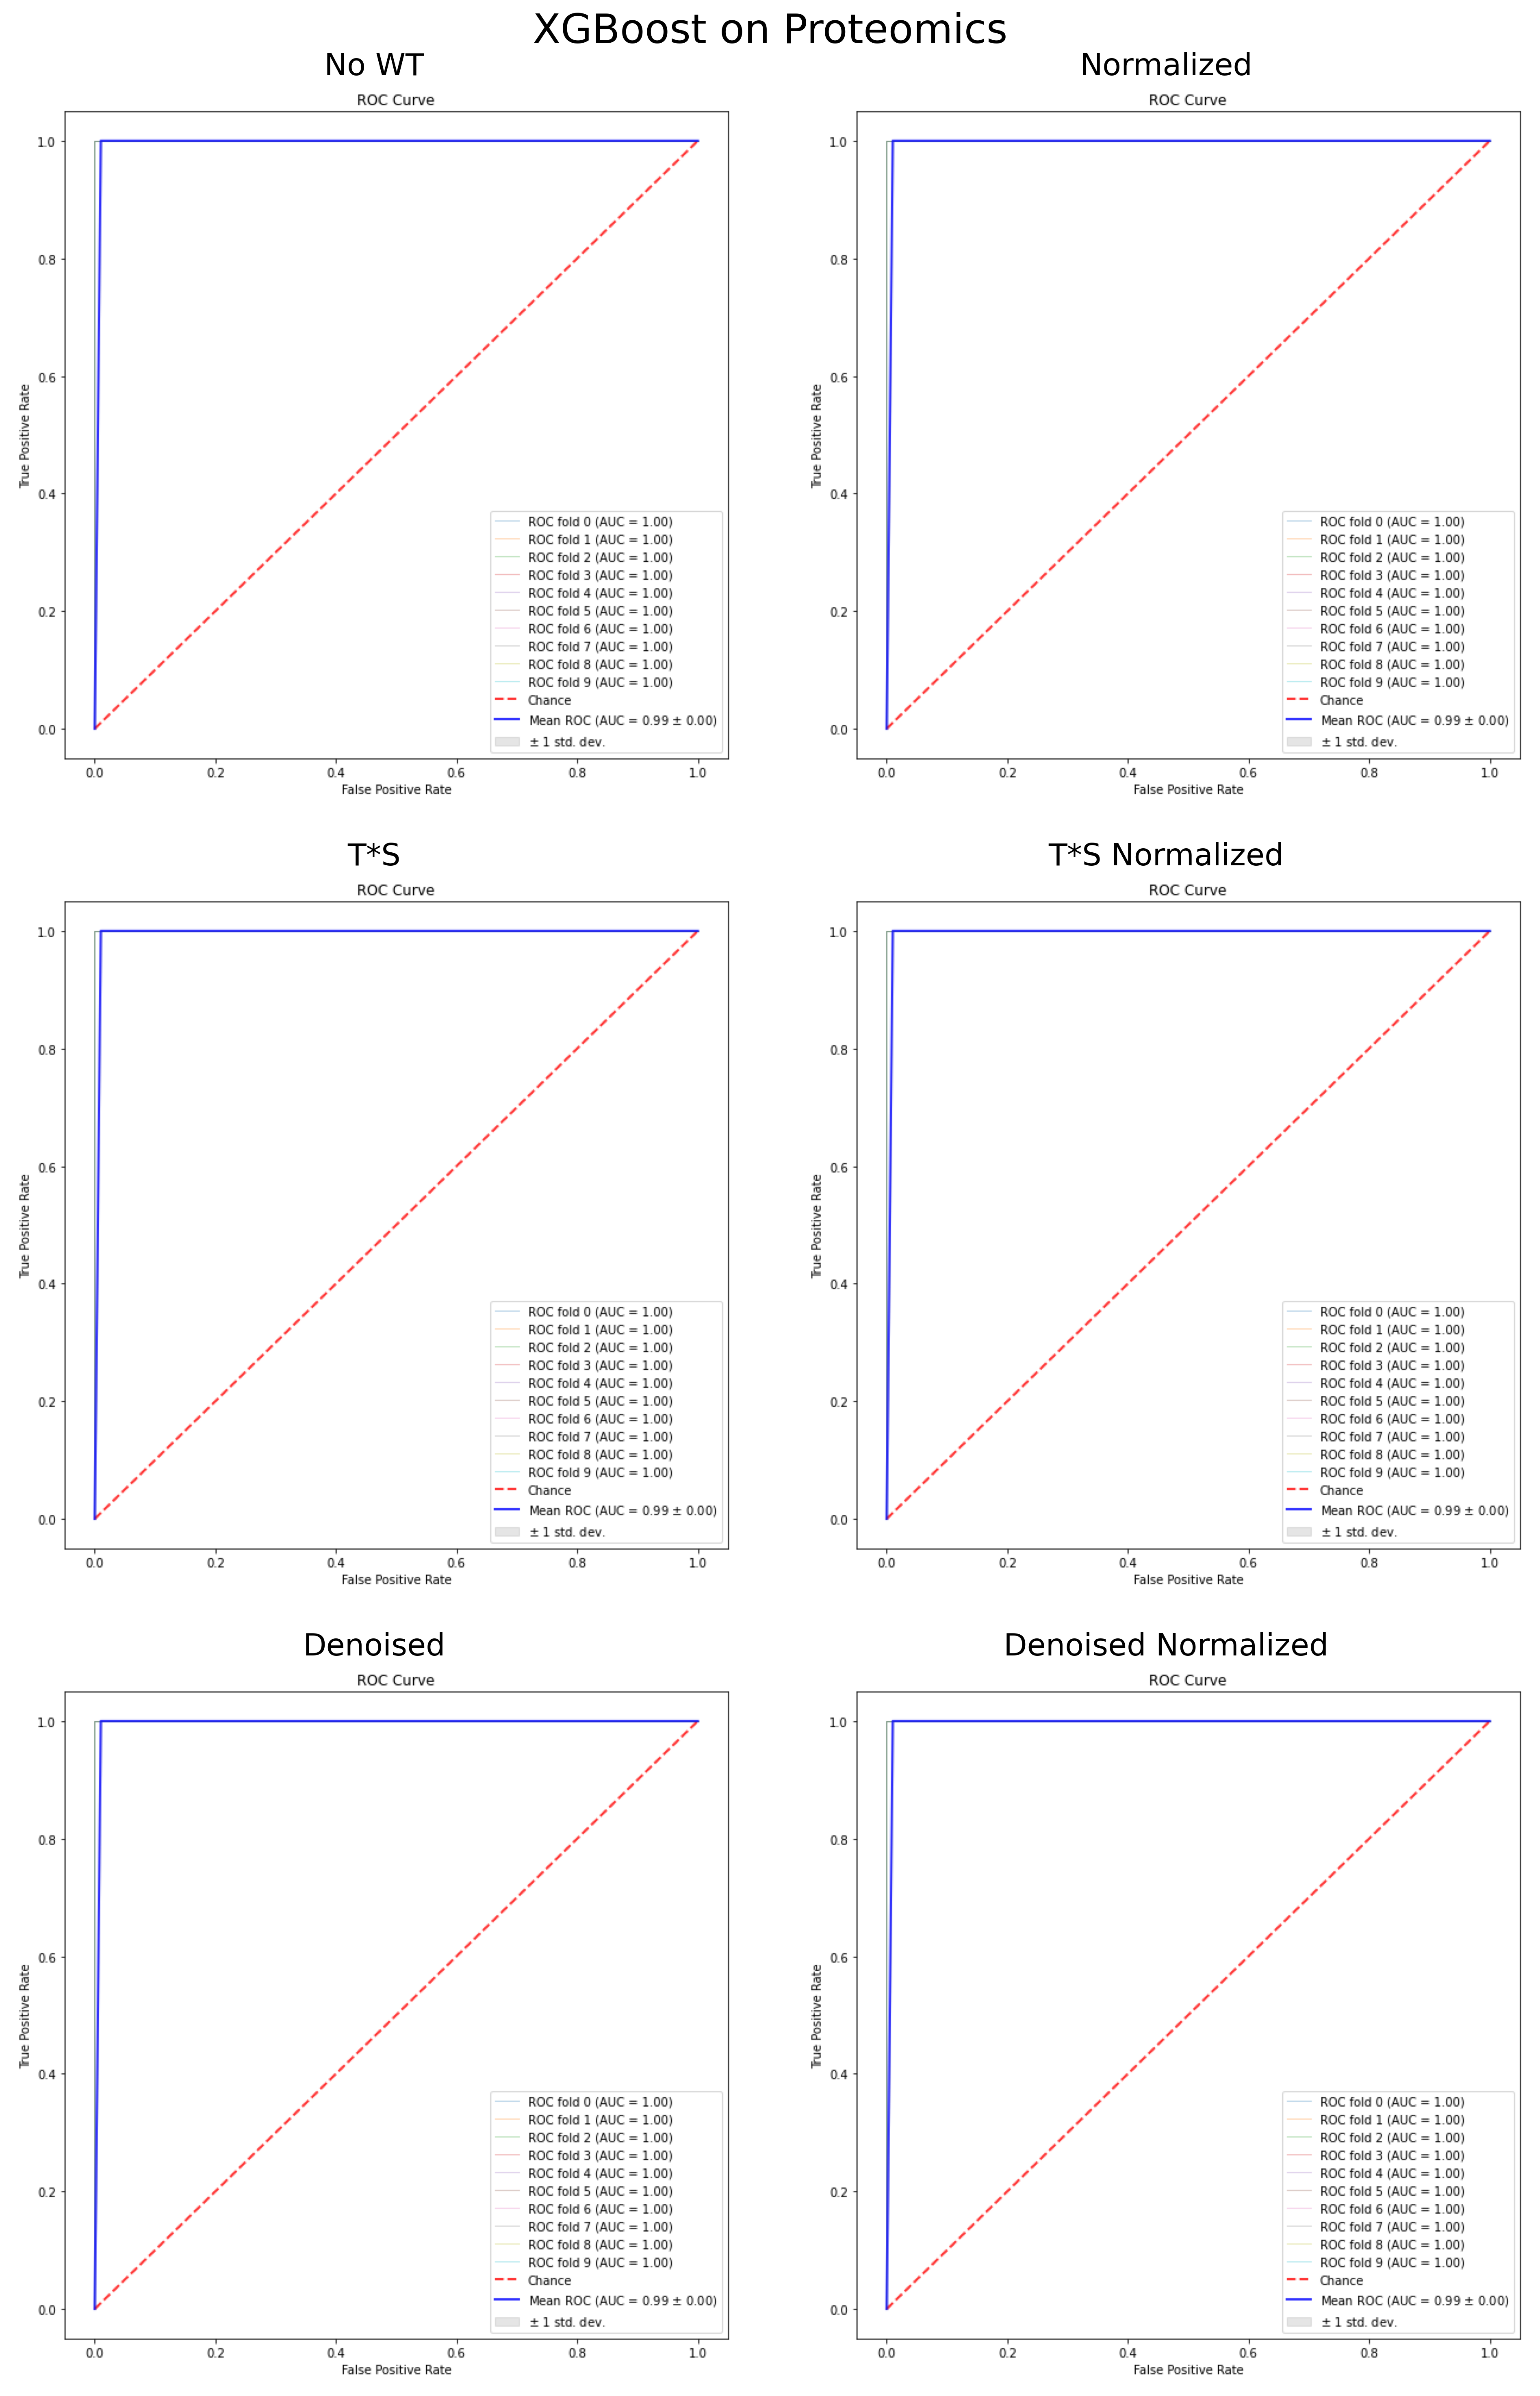 XGBoost on Proteomics
No WT
ROC Curve
1.0
0.8
0.6
0.4
0.2
0.0
True Positive Rate
ROC fold 0 (AUC = 1.00)
ROC fold 1 (AUC = 1.00)
ROC fold 2 (AUC = 1.00)
ROC fold 3 (AUC = 1.00)
ROC fold 4 (AUC = 1.00)
ROC fold 5 (AUC = 1.00)
ROC fold 6 (AUC = 1.00)
ROC fold 7 (AUC = 1.00)
ROC fold 8 (AUC = 1.00)
ROC fold 9 (AUC = 1.00)
Chance
Mean ROC (AUC = 0.99 ± 0.00)
± 1 std. dev.
0.0 0.2 0.4 0.6 0.8 1.0
False Positive Rate
Normalized
ROC Curve
1.0
0.8
0.6
0.4
0.2
0.0
True Positive Rate
ROC fold 0 (AUC = 1.00)
ROC fold 1 (AUC = 1.00)
ROC fold 2 (AUC = 1.00)
ROC fold 3 (AUC = 1.00)
ROC fold 4 (AUC = 1.00)
ROC fold 5 (AUC = 1.00)
ROC fold 6 (AUC = 1.00)
ROC fold 7 (AUC = 1.00)
ROC fold 8 (AUC = 1.00)
ROC fold 9 (AUC = 1.00)
Chance
Mean ROC (AUC = 0.99 ± 0.00)
± 1 std. dev.
0.0 0.2 0.4 0.6 0.8 1.0
False Positive Rate
T*S
ROC Curve
1.0
0.8
0.6
0.4
0.2
0.0
True Positive Rate
ROC fold 0 (AUC = 1.00)
ROC fold 1 (AUC = 1.00)
ROC fold 2 (AUC = 1.00)
ROC fold 3 (AUC = 1.00)
ROC fold 4 (AUC = 1.00)
ROC fold 5 (AUC = 1.00)
ROC fold 6 (AUC = 1.00)
ROC fold 7 (AUC = 1.00)
ROC fold 8 (AUC = 1.00)
ROC fold 9 (AUC = 1.00)
Chance
Mean ROC (AUC = 0.99 ± 0.00)
± 1 std. dev.
0.0 0.2 0.4 0.6 0.8 1.0
False Positive Rate
T*S Normalized
ROC Curve
1.0
0.8
0.6
0.4
0.2
0.0
True Positive Rate
ROC fold 0 (AUC = 1.00)
ROC fold 1 (AUC = 1.00)
ROC fold 2 (AUC = 1.00)
ROC fold 3 (AUC = 1.00)
ROC fold 4 (AUC = 1.00)
ROC fold 5 (AUC = 1.00)
ROC fold 6 (AUC = 1.00)
ROC fold 7 (AUC = 1.00)
ROC fold 8 (AUC = 1.00)
ROC fold 9 (AUC = 1.00)
Chance
Mean ROC (AUC = 0.99 ± 0.00)
± 1 std. dev.
0.0 0.2 0.4 0.6 0.8 1.0
False Positive Rate
Denoised
ROC Curve
1.0
0.8
0.6
0.4
0.2
0.0
True Positive Rate
ROC fold 0 (AUC = 1.00)
ROC fold 1 (AUC = 1.00)
ROC fold 2 (AUC = 1.00)
ROC fold 3 (AUC = 1.00)
ROC fold 4 (AUC = 1.00)
ROC fold 5 (AUC = 1.00)
ROC fold 6 (AUC = 1.00)
ROC fold 7 (AUC = 1.00)
ROC fold 8 (AUC = 1.00)
ROC fold 9 (AUC = 1.00)
Chance
Mean ROC (AUC = 0.99 ± 0.00)
± 1 std. dev.
0.0 0.2 0.4 0.6 0.8 1.0
False Positive Rate
Denoised Normalized
ROC Curve
1.0
0.8
0.6
0.4
0.2
0.0
True Positive Rate
ROC fold 0 (AUC = 1.00)
ROC fold 1 (AUC = 1.00)
ROC fold 2 (AUC = 1.00)
ROC fold 3 (AUC = 1.00)
ROC fold 4 (AUC = 1.00)
ROC fold 5 (AUC = 1.00)
ROC fold 6 (AUC = 1.00)
ROC fold 7 (AUC = 1.00)
ROC fold 8 (AUC = 1.00)
ROC fold 9 (AUC = 1.00)
Chance
Mean ROC (AUC = 0.99 ± 0.00)
± 1 std. dev.
0.0 0.2 0.4 0.6 0.8 1.0
False Positive Rate